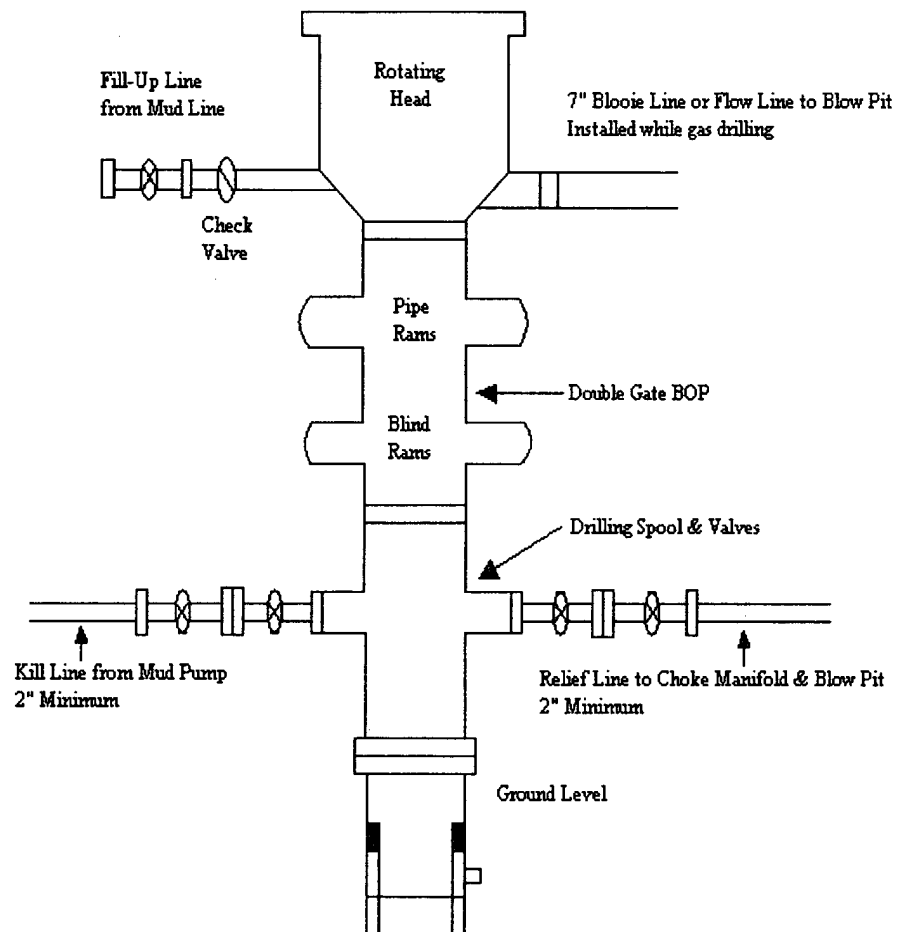 Rotating
Head
Fill-Up Line
from Mud Line
7" Blooie Line or Flow Line to Blow Pit
Installed while gas drilling
Check
Valve
Pipe
Rams
Double Gate BOP
Blind
Rams
Drilling Spool & Valves
Kill Line from Mud Pump
2" Minimum
Relief Line to Choke Manifold & Blow Pit
2" Minimum
Ground Level